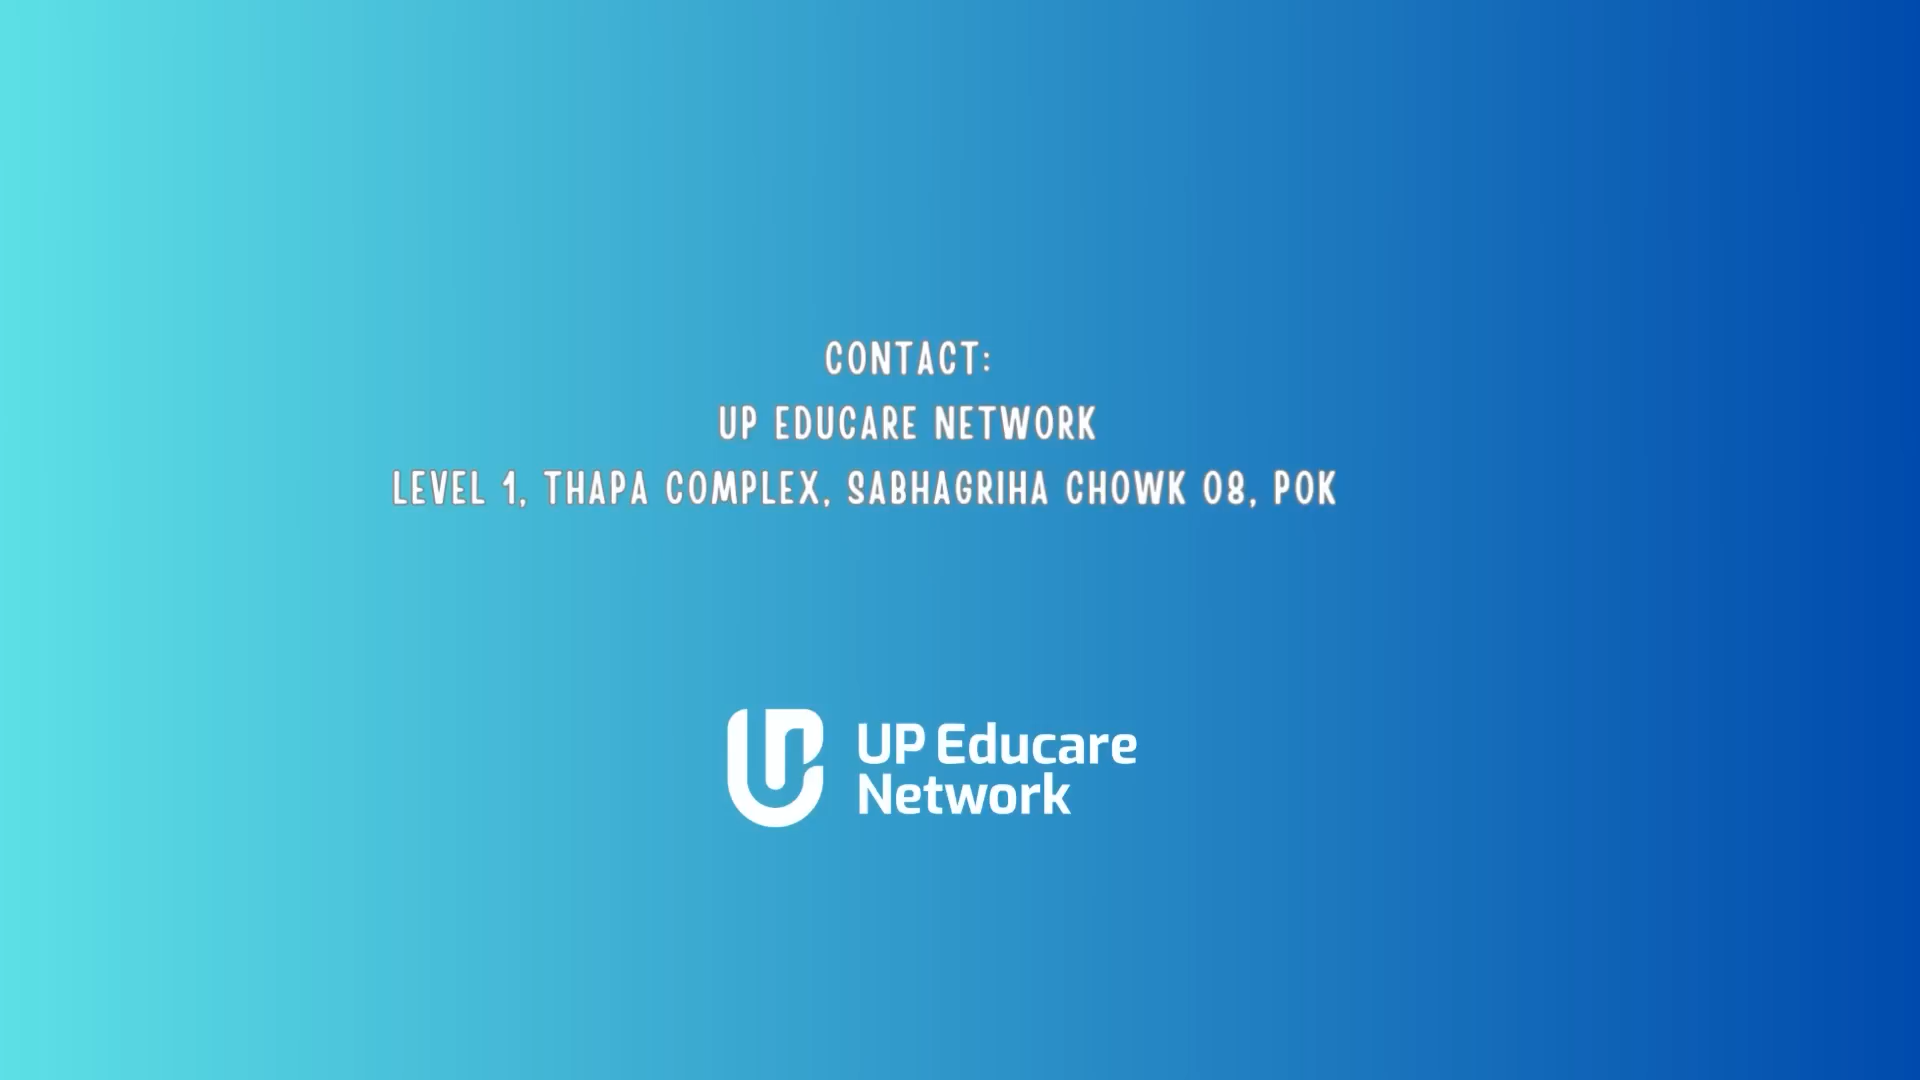 CONTACT:
UP EDUCARE NETWORK
LEVEL 1, THAPA COMPLEX, SABHAGRIHA CHOWK 08, POK
UP Educare
Network